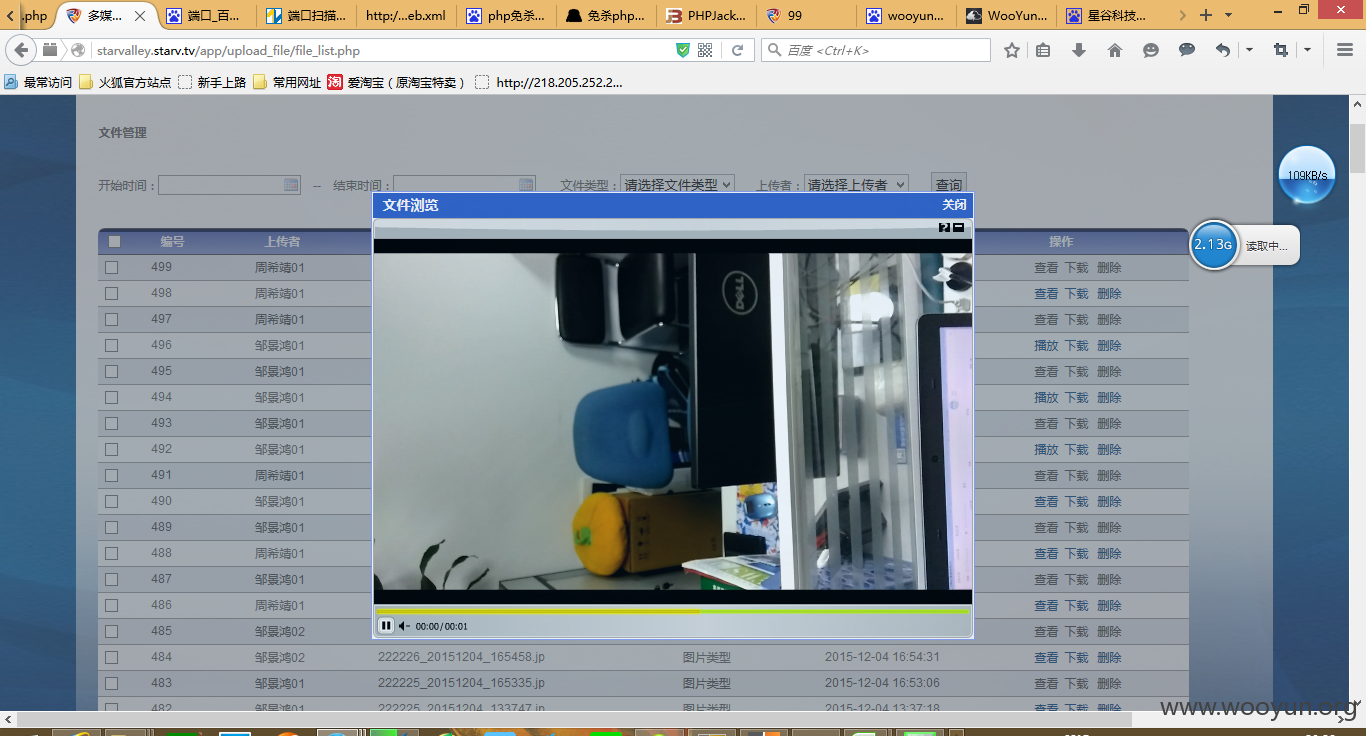 .php 多媒... 端口_百... 端口扫描... http:/...eb.xml php免杀... 免杀php... PHPJack... 99 wooyun... WooYun... 星谷科技...
starvalley.starv.tv/app/upload_file/file_list.php 百度 <Ctrl+K>
最常访问 火狐官方站点 新手上路 常用网址 爱淘宝（原淘宝特卖） http://218.205.252.2...
文件管理
109KB/s
开始时间： -- 结束时间： 文件类型： 请选择文件类型 上传者： 请选择上传者 查询
文件浏览 关闭
编号 上传者 操作
2.13G 读取中...
499 周希靖01 查看 下载 删除
498 周希靖01 查看 下载 删除
497 周希靖01 查看 下载 删除
496 邹景鸿01 播放 下载 删除
495 邹景鸿01 查看 下载 删除
494 邹景鸿01 播放 下载 删除
493 邹景鸿01 查看 下载 删除
492 邹景鸿01 播放 下载 删除
491 周希靖01 查看 下载 删除
490 邹景鸿01 查看 下载 删除
489 邹景鸿01 查看 下载 删除
488 周希靖01 查看 下载 删除
487 邹景鸿01 查看 下载 删除
486 周希靖01 查看 下载 删除
485 邹景鸿02 查看 下载 删除
DELL
00:00/00:01
484 邹景鸿02 222226_20151204_165458.jp 图片类型 2015-12-04 16:54:31 查看 下载 删除
483 邹景鸿01 222225_20151204_165335.jp 图片类型 2015-12-04 16:53:06 查看 下载 删除
482 邹景鸿01 222225_20151204_133747.jp 图片类型 2015-12-04 13:37:18 查看 下载 删除
www.wooyun.org